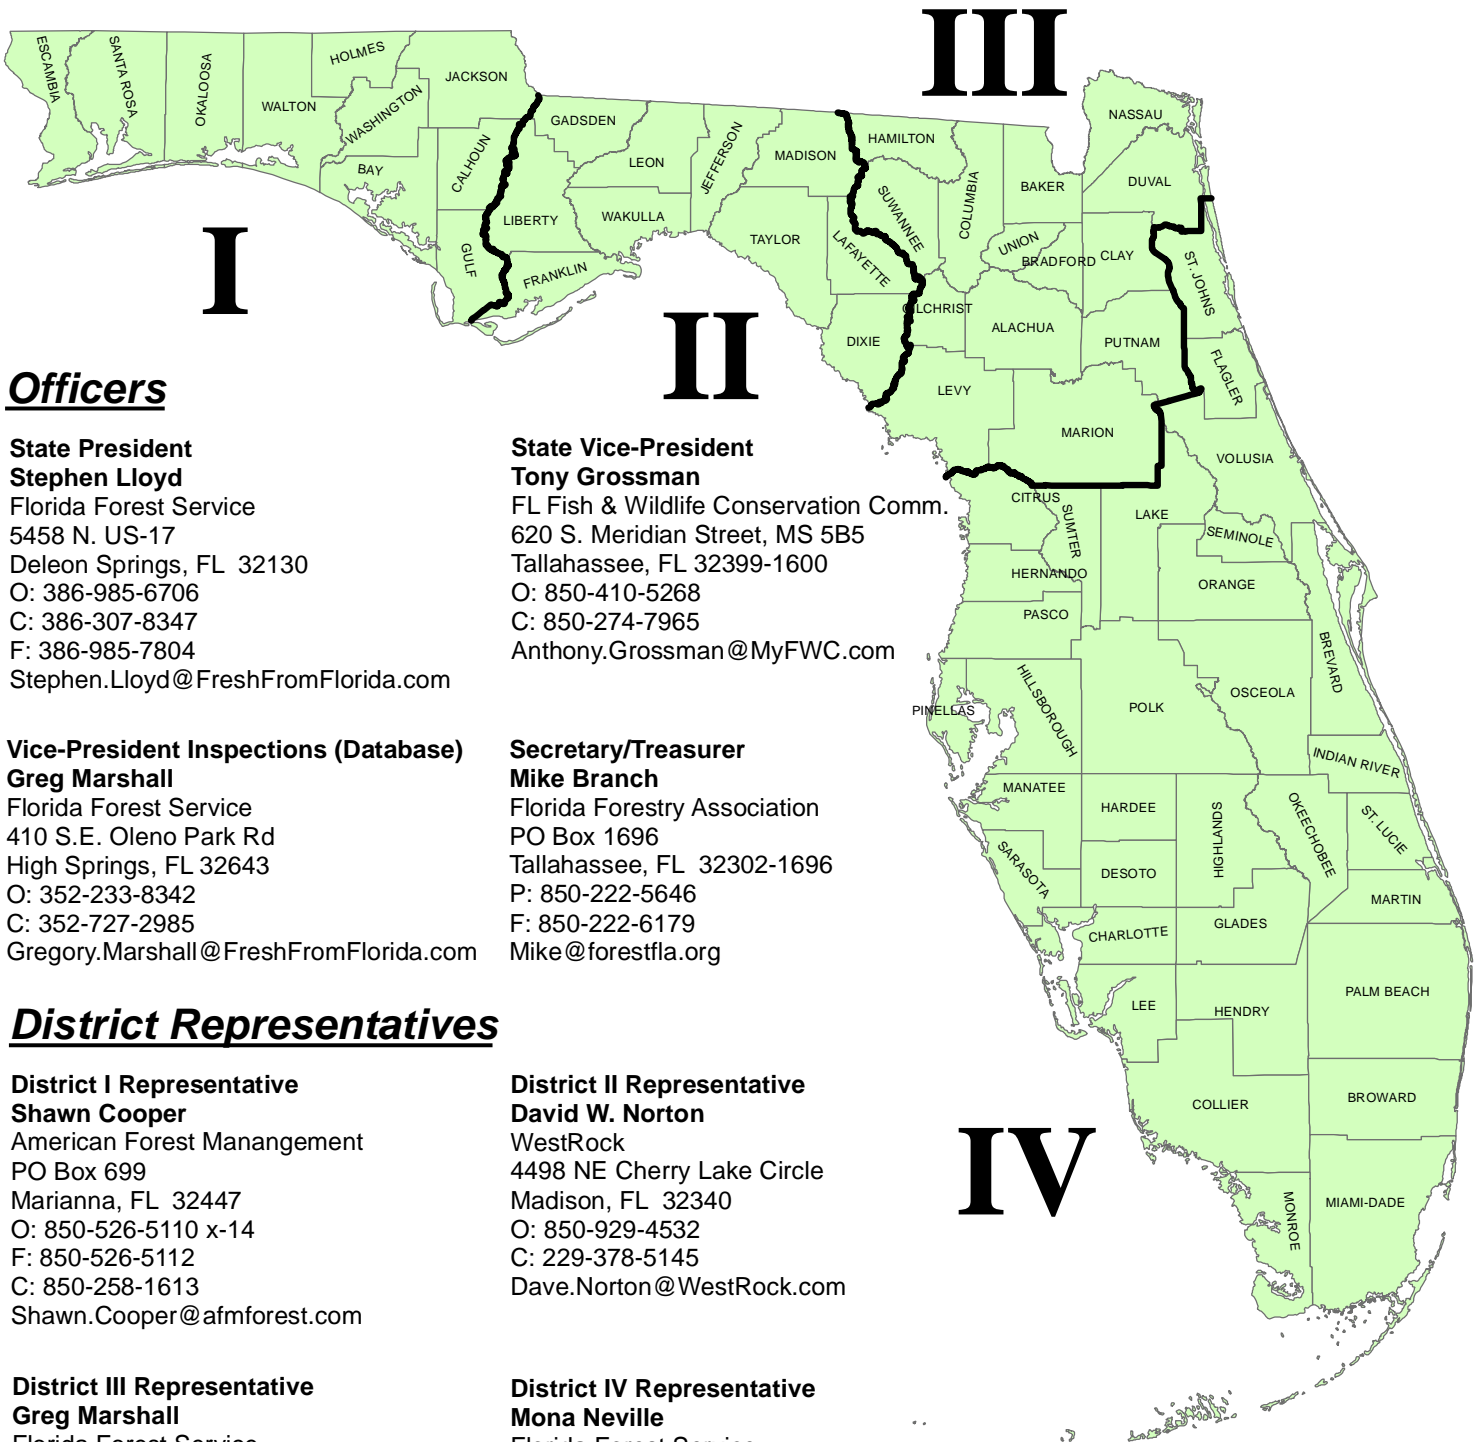 III
ESCAMBIA
SANTA ROSA
OKALOOSA
WALTON
HOLMES
WASHINGTON
JACKSON
BAY
CALHOUN
GULF
GADSDEN
LIBERTY
LEON
WAKULLA
FRANKLIN
JEFFERSON
MADISON
TAYLOR
LAFAYETTE
DIXIE
HAMILTON
SUWANNEE
COLUMBIA
BAKER
NASSAU
DUVAL
UNION
BRADFORD
CLAY
ST. JOHNS
GILCHRIST
ALACHUA
PUTNAM
FLAGLER
LEVY
MARION
VOLUSIA
I
II
CITRUS
SUMTER
LAKE
SEMINOLE
HERNANDO
ORANGE
PASCO
BREVARD
HILLSBOROUGH
PINELLAS
POLK
OSCEOLA
INDIAN RIVER
MANATEE
HARDEE
HIGHLANDS
OKEECHOBEE
ST. LUCIE
SARASOTA
DESOTO
MARTIN
CHARLOTTE
GLADES
LEE
HENDRY
PALM BEACH
COLLIER
BROWARD
MONROE
MIAMI-DADE
IV
Officers
State President
Stephen Lloyd
Florida Forest Service
5458 N. US-17
Deleon Springs, FL 32130
O: 386-985-6706
C: 386-307-8347
F: 386-985-7804
Stephen.Lloyd@FreshFromFlorida.com
State Vice-President
Tony Grossman
FL Fish & Wildlife Conservation Comm.
620 S. Meridian Street, MS 5B5
Tallahassee, FL 32399-1600
O: 850-410-5268
C: 850-274-7965
Anthony.Grossman@MyFWC.com
Vice-President Inspections (Database)
Greg Marshall
Florida Forest Service
410 S.E. Oleno Park Rd
High Springs, FL 32643
O: 352-233-8342
C: 352-727-2985
Gregory.Marshall@FreshFromFlorida.com
Secretary/Treasurer
Mike Branch
Florida Forestry Association
PO Box 1696
Tallahassee, FL 32302-1696
P: 850-222-5646
F: 850-222-6179
Mike@forestfla.org
District Representatives
District I Representative
Shawn Cooper
American Forest Manangement
PO Box 699
Marianna, FL 32447
O: 850-526-5110 x-14
F: 850-526-5112
C: 850-258-1613
Shawn.Cooper@afmforest.com
District II Representative
David W. Norton
WestRock
4498 NE Cherry Lake Circle
Madison, FL 32340
O: 850-929-4532
C: 229-378-5145
Dave.Norton@WestRock.com
District III Representative
Greg Marshall
Florida Forest Service
District IV Representative
Mona Neville
Florida Forest Service